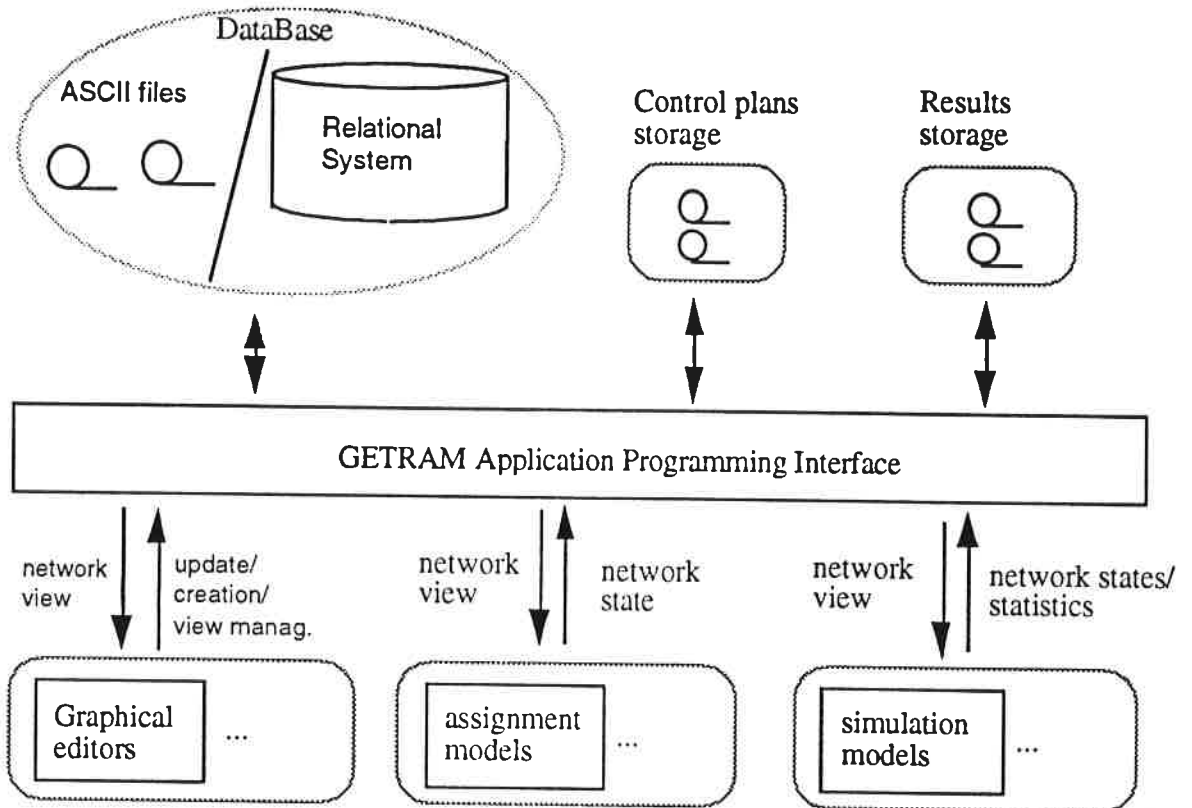 DataBase
ASCII files
Relational
System
Control plans
storage
Results
storage
GETRAM Application Programming Interface
network
view
update/
creation/
view manag.
network
view
network
state
network
view
network states/
statistics
Graphical
editors
...
assignment
models
...
simulation
models
...